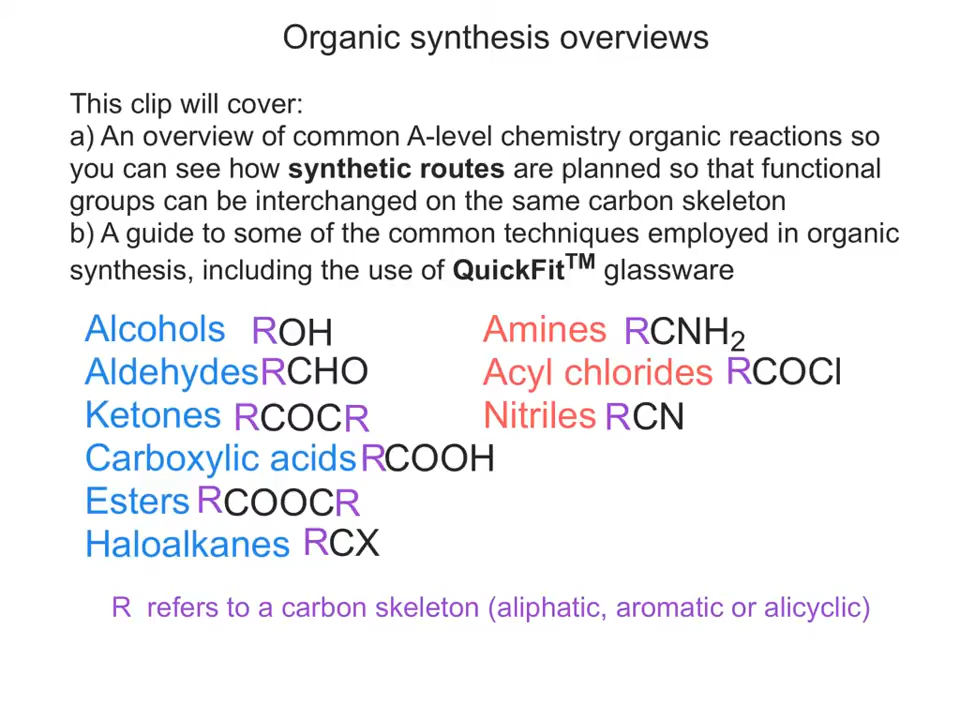 Organic synthesis overviews
This clip will cover:
a) An overview of common A-level chemistry organic reactions so
you can see how synthetic routes are planned so that functional
groups can be interchanged on the same carbon skeleton
b) A guide to some of the common techniques employed in organic
synthesis, including the use of QuickFit™ glassware
Alcohols ROH
Aldehydes RCHO
Ketones RCOCR
Carboxylic acids RCOOH
Esters RCOOCR
Haloalkanes RCX
Amines RCNH₂
Acyl chlorides RCOCl
Nitriles RCN
R refers to a carbon skeleton (aliphatic, aromatic or alicyclic)